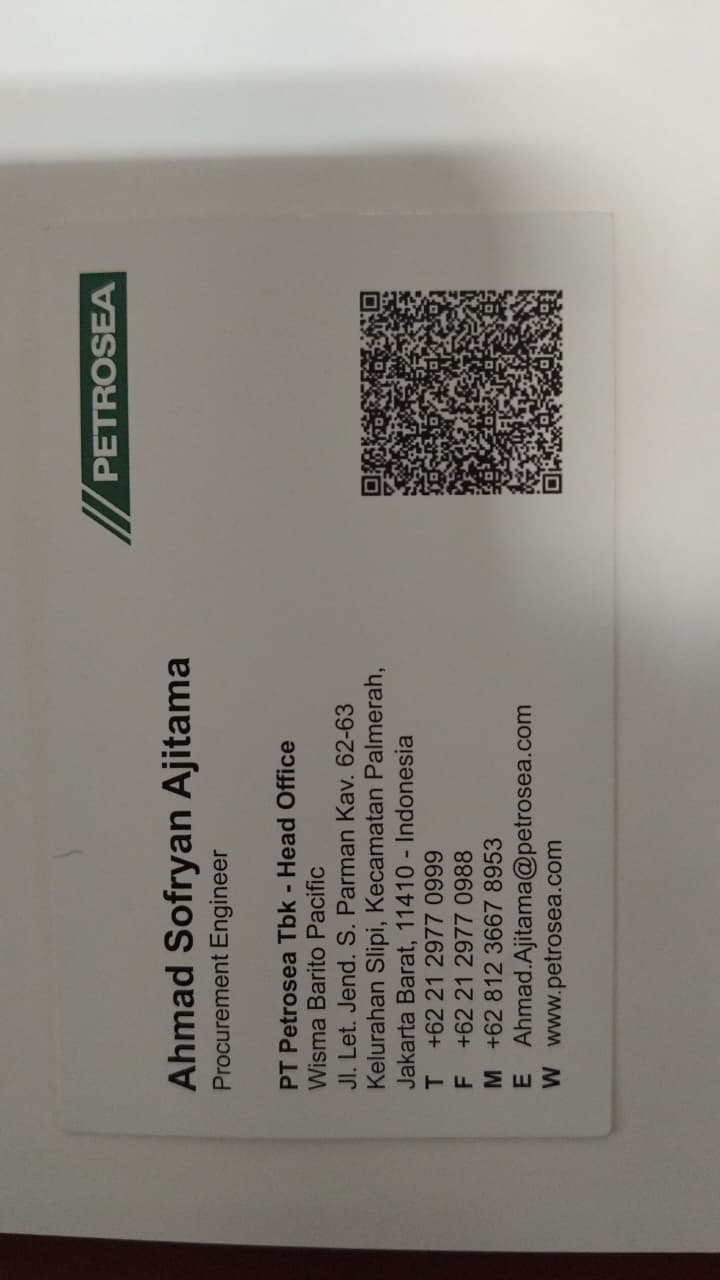 PETROSEA
Ahmad Sofryan Ajitama
Procurement Engineer
PT Petrosea Tbk - Head Office
Wisma Barito Pacific
Jl. Let. Jend. S. Parman Kav. 62-63
Kelurahan Slipi, Kecamatan Palmerah,
Jakarta Barat, 11410 - Indonesia
T +62 21 2977 0999
F +62 21 2977 0988
M +62 812 3667 8953
E Ahmad.Ajitama@petrosea.com
W www.petrosea.com